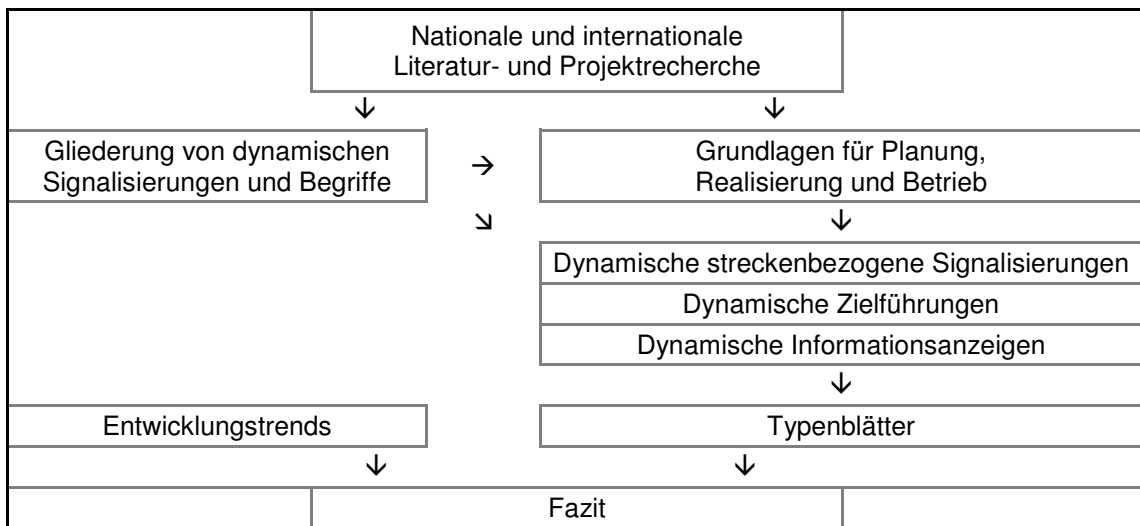 Nationale und internationale
Literatur- und Projektrecherche
↓ ↓
Gliederung von dynamischen
Signalisierungen und Begriffe
→
Grundlagen für Planung,
Realisierung und Betrieb
↘ ↓
Dynamische streckenbezogene Signalisierungen
Dynamische Zielführungen
Dynamische Informationsanzeigen
↓
Entwicklungstrends
Typenblätter
↓ ↓
Fazit